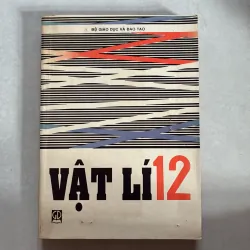 BỘ GIÁO DỤC VÀ ĐÀO TẠO
VẬT LÍ 12